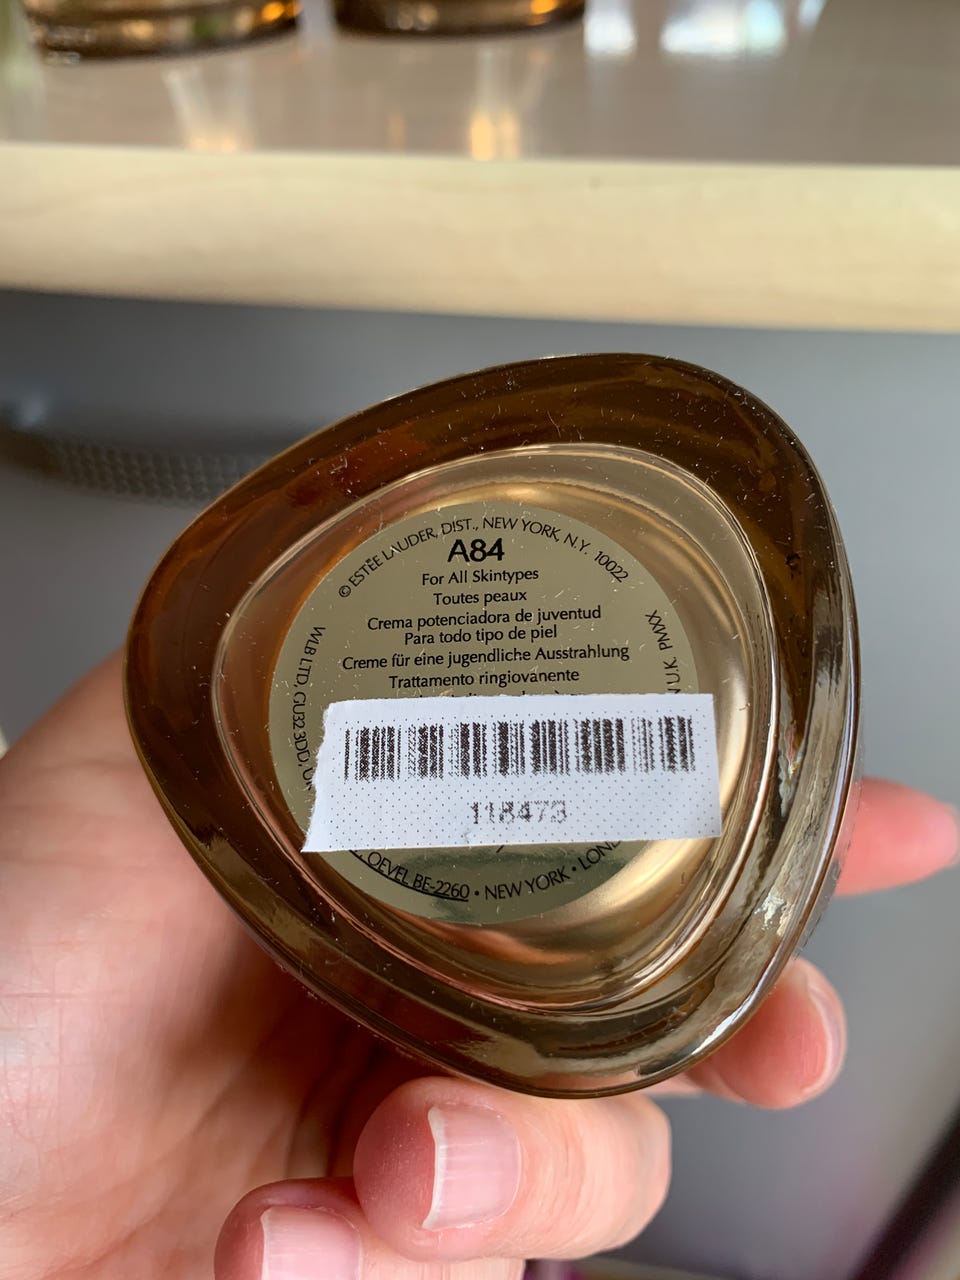 © ESTĒE LAUDER, DIST., NEW YORK, N.Y. 10022
A84
For All Skintypes
Toutes peaux
Crema potenciadora de juventud
Para todo tipo de piel
Creme für eine jugendliche Ausstrahlung
Trattamento ringiovanente
WLB LTD, GU32 3DD,
U.K. PMXX
118473
OEVEL BE-2260 • NEW YORK •